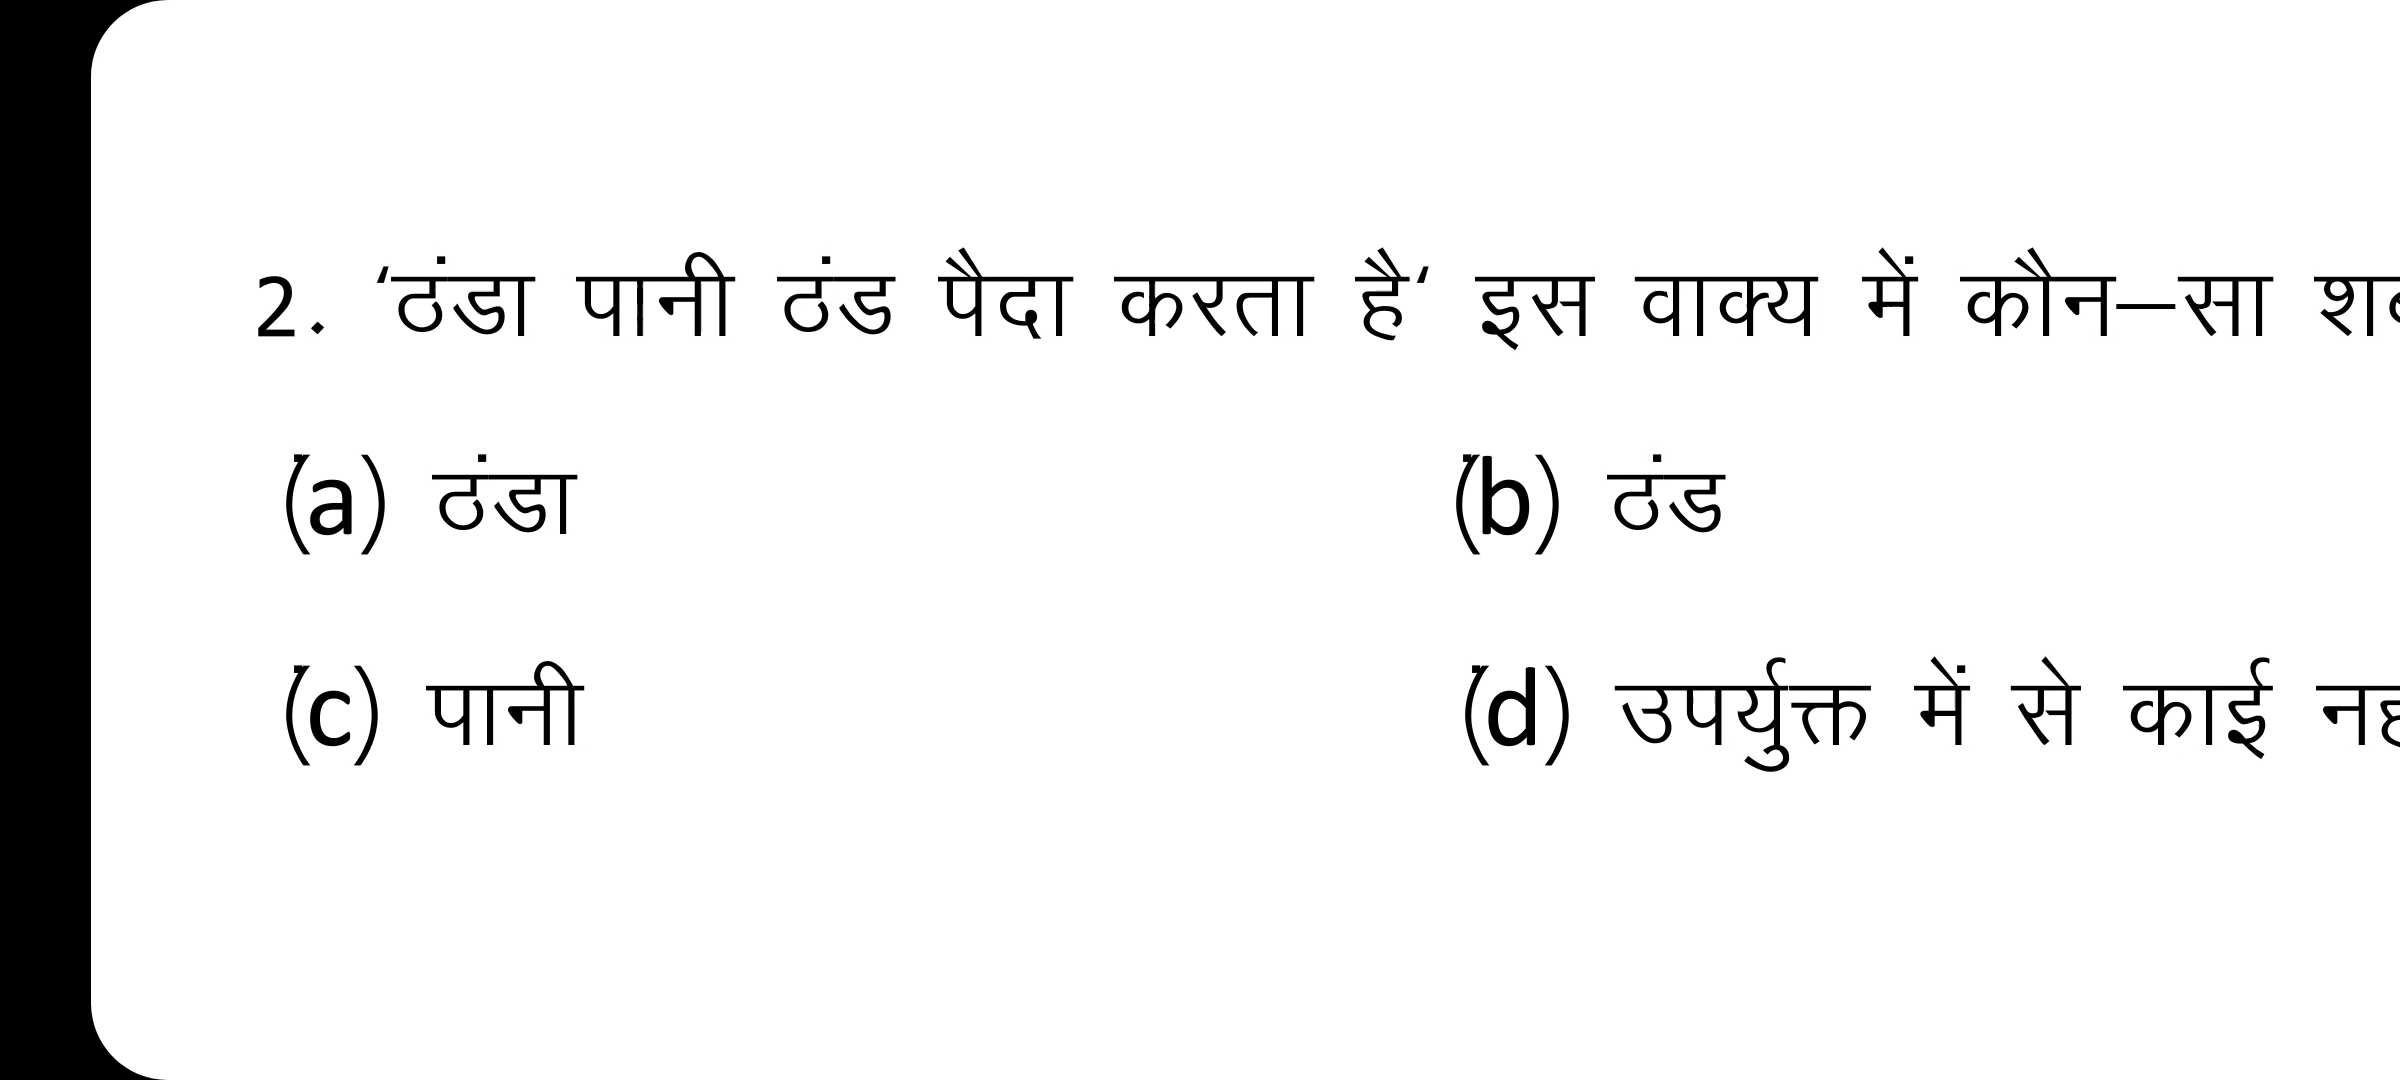 2. ‘ठंडा पानी ठंड पैदा करता है‘ इस वाक्य में कौन–सा
(a) ठंडा (b) ठंड
(c) पानी (d) उपर्युक्त में से काई